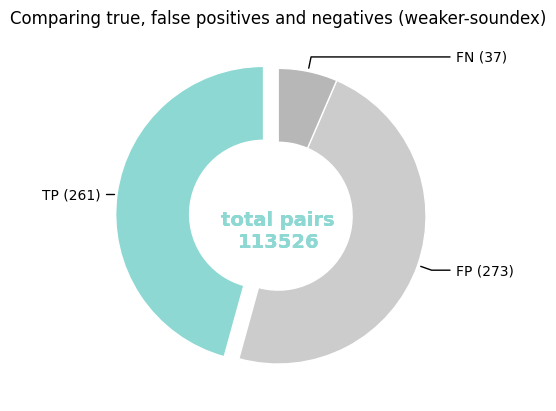 Comparing true, false positives and negatives (weaker-soundex)
FN (37)
TP (261)
total pairs
113526
FP (273)